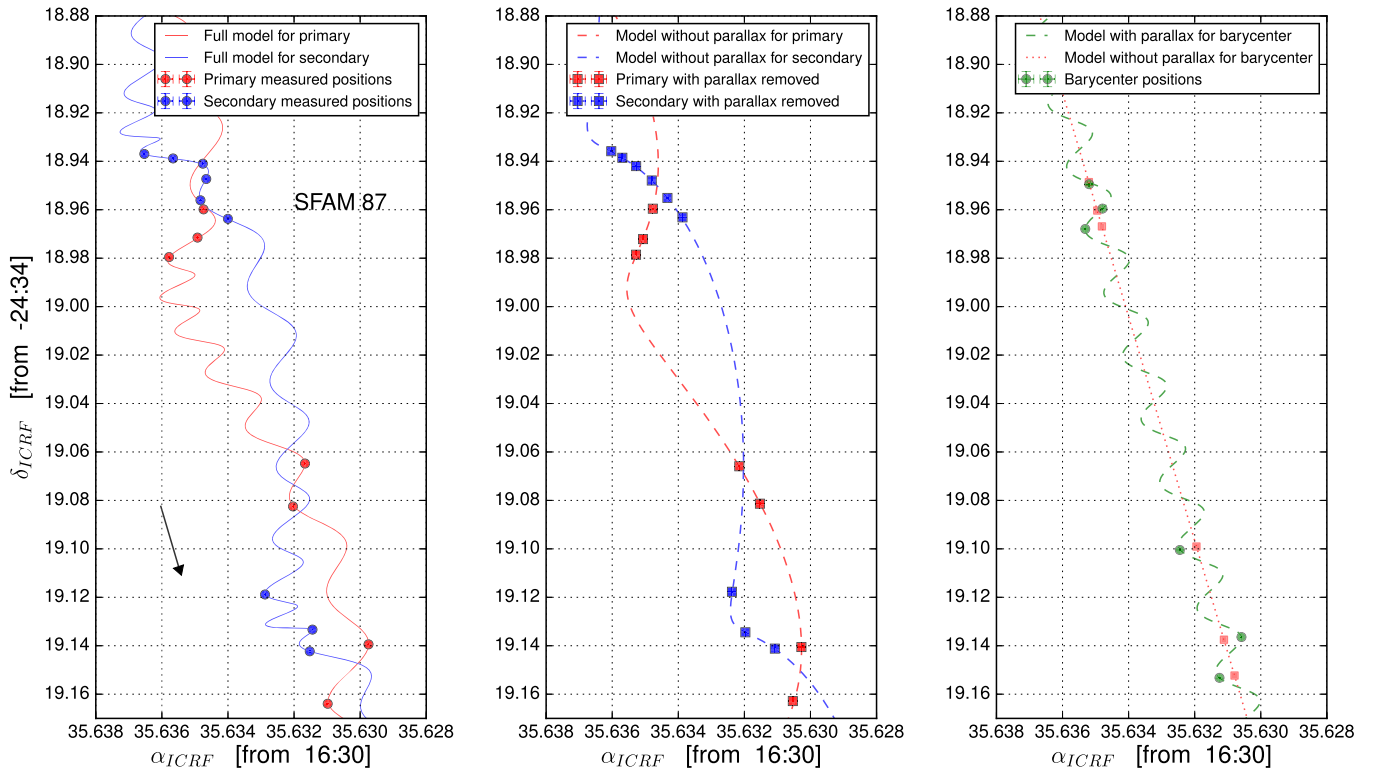 18.88
18.90
18.92
18.94
18.96
18.98
19.00
19.02
19.04
19.06
19.08
19.10
19.12
19.14
19.16
δICRF [from -24:34]
Full model for primary
Full model for secondary
Primary measured positions
Secondary measured positions
SFAM 87
35.638 35.636 35.634 35.632 35.630 35.628
αICRF [from 16:30]
18.88
18.90
18.92
18.94
18.96
18.98
19.00
19.02
19.04
19.06
19.08
19.10
19.12
19.14
19.16
Model without parallax for primary
Model without parallax for secondary
Primary with parallax removed
Secondary with parallax removed
35.638 35.636 35.634 35.632 35.630 35.628
αICRF [from 16:30]
18.88
18.90
18.92
18.94
18.96
18.98
19.00
19.02
19.04
19.06
19.08
19.10
19.12
19.14
19.16
Model with parallax for barycenter
Model without parallax for barycenter
Barycenter positions
35.638 35.636 35.634 35.632 35.630 35.628
αICRF [from 16:30]